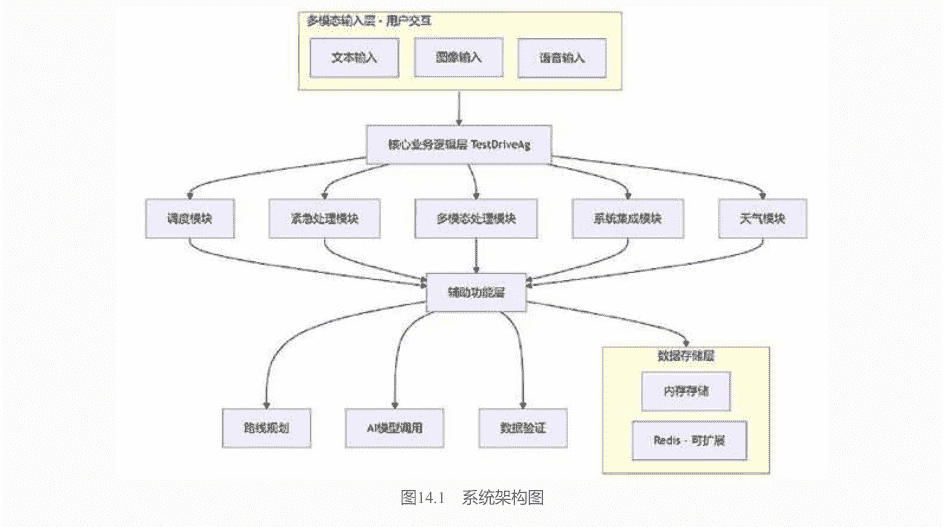 多模态输入层 - 用户交互
文本输入
图像输入
语音输入
核心业务逻辑层 TestDriveAg
调度模块
紧急处理模块
多模态处理模块
系统集成模块
天气模块
辅助功能层
数据存储层
内存存储
路线规划
AI模型调用
数据验证
Redis - 可扩展
图14.1 系统架构图